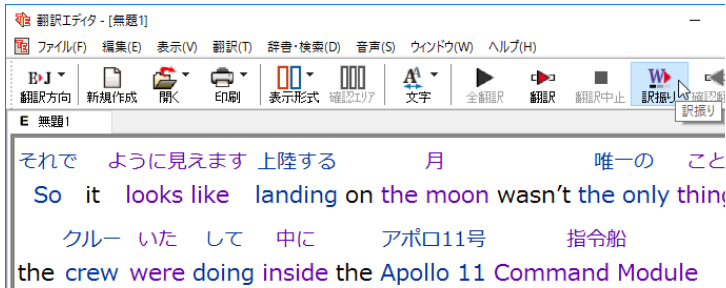 翻訳エディタ - [無題1]
ファイル(F) 編集(E) 表示(V) 翻訳(T) 辞書・検索(D) 音声(S) ウィンドウ(W) ヘルプ(H)
E▸J A W
翻訳方向 新規作成 開く 印刷 表示形式 確認エリア 文字 全翻訳 翻訳 翻訳中止 訳振り
訳振り
E 無題1
それで ように見えます 上陸する 月 唯一の こと
So it looks like landing on the moon wasn’t the only thing
クルー いた して 中に アポロ11号 指令船
the crew were doing inside the Apollo 11 Command Module